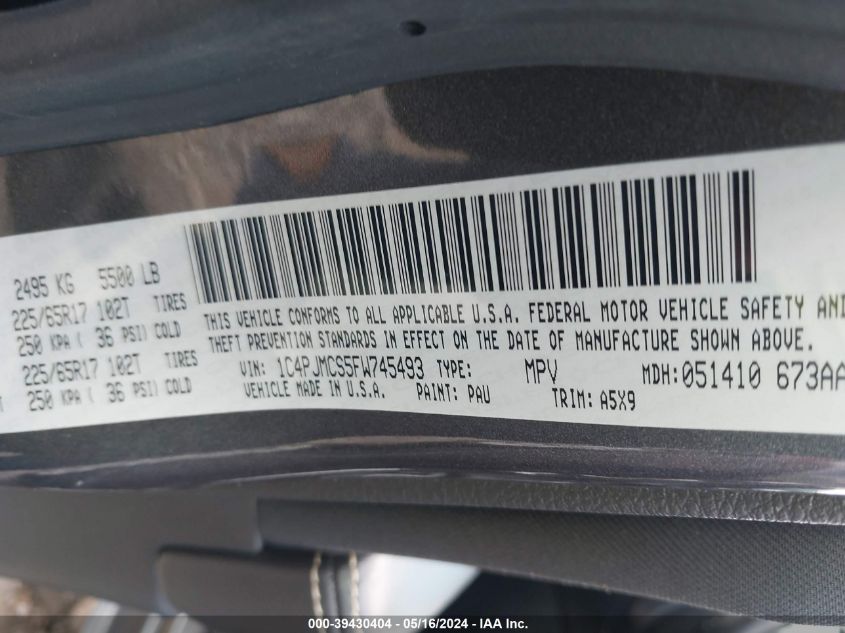 2495 KG 5500 LB
225/65R17 102T TIRES
250 KPA ( 36 PSI) COLD
225/65R17 102T TIRES
250 KPA ( 36 PSI) COLD
THIS VEHICLE CONFORMS TO ALL APPLICABLE U.S.A. FEDERAL MOTOR VEHICLE SAFETY AND
THEFT PREVENTION STANDARDS IN EFFECT ON THE DATE OF MANUFACTURE SHOWN ABOVE.
VIN: 1C4PJMCS5FW745493 TYPE: MPV MDH:051410 673AA
VEHICLE MADE IN U.S.A. PAINT: PAU TRIM: A5X9
000-39430404 - 05/16/2024 - IAA Inc.